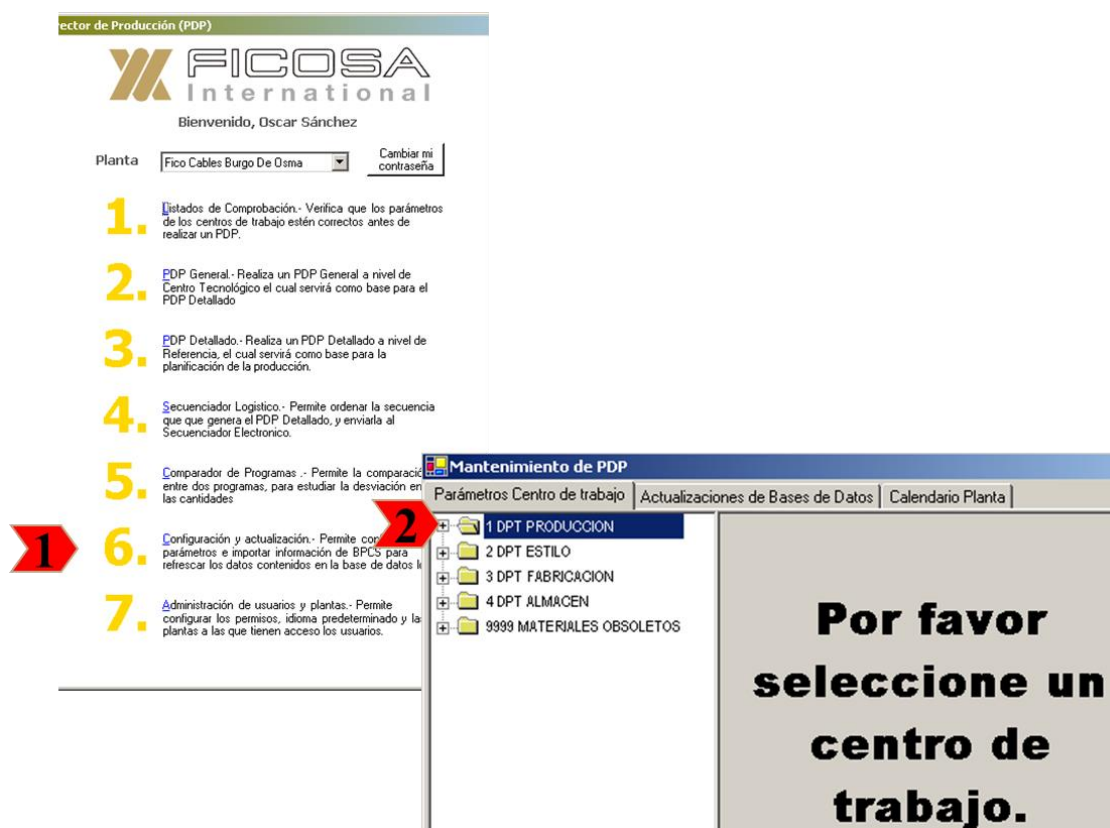 rector de Producción (PDP)
FICOSA
International
Bienvenido, Oscar Sánchez
Planta
Fico Cables Burgo De Osma
Cambiar mi
contraseña
1.
Listados de Comprobación.- Verifica que los parámetros
de los centros de trabajo estén correctos antes de
realizar un PDP.
2.
PDP General.- Realiza un PDP General a nivel de
Centro Tecnológico el cual servirá como base para el
PDP Detallado
3.
PDP Detallado.- Realiza un PDP Detallado a nivel de
Referencia, el cual servirá como base para la
planificación de la producción.
4.
Secuenciador Logistico.- Permite ordenar la secuencia
que que genera el PDP Detallado, y enviarla al
Secuenciador Electronico.
5.
Comparador de Programas .- Permite la comparació
entre dos programas, para estudiar la desviación en
las cantidades
1
6.
Configuración y actualización.- Permite con
parámetros e importar información de BPCS para
refrescar los datos contenidos en la base de datos l
7.
Administración de usuarios y plantas.- Permite
configurar los permisos, idioma predeterminado y la
plantas a las que tienen acceso los usuarios.
Mantenimiento de PDP
Parámetros Centro de trabajo Actualizaciones de Bases de Datos Calendario Planta
2
1 DPT PRODUCCION
2 DPT ESTILO
3 DPT FABRICACION
4 DPT ALMACEN
9999 MATERIALES OBSOLETOS
Por favor
seleccione un
centro de
trabajo.